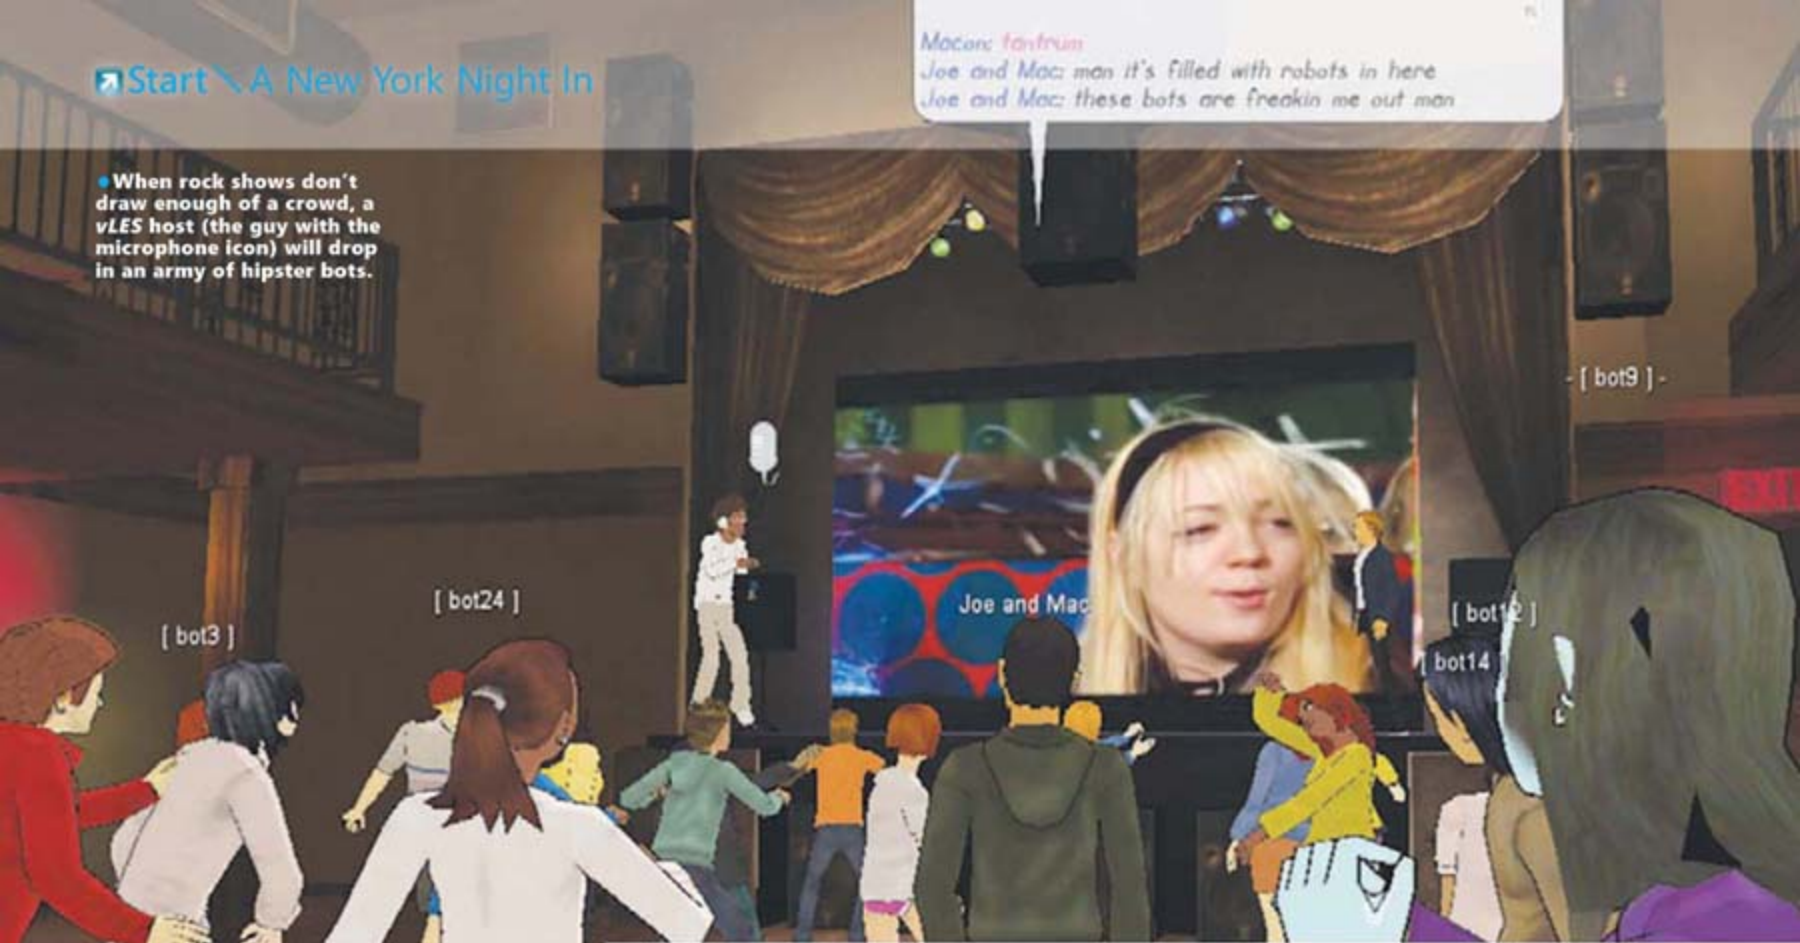 Start \ A New York Night In
Macon: tantrum
Joe and Mac: man it's filled with robots in here
Joe and Mac: these bots are freakin me out man
•When rock shows don't
draw enough of a crowd, a
vLES host (the guy with the
microphone icon) will drop
in an army of hipster bots.
- [ bot9 ] -
[ bot24 ]
Joe and Mac
[ bot12 ]
[ bot3 ]
[ bot14 ]